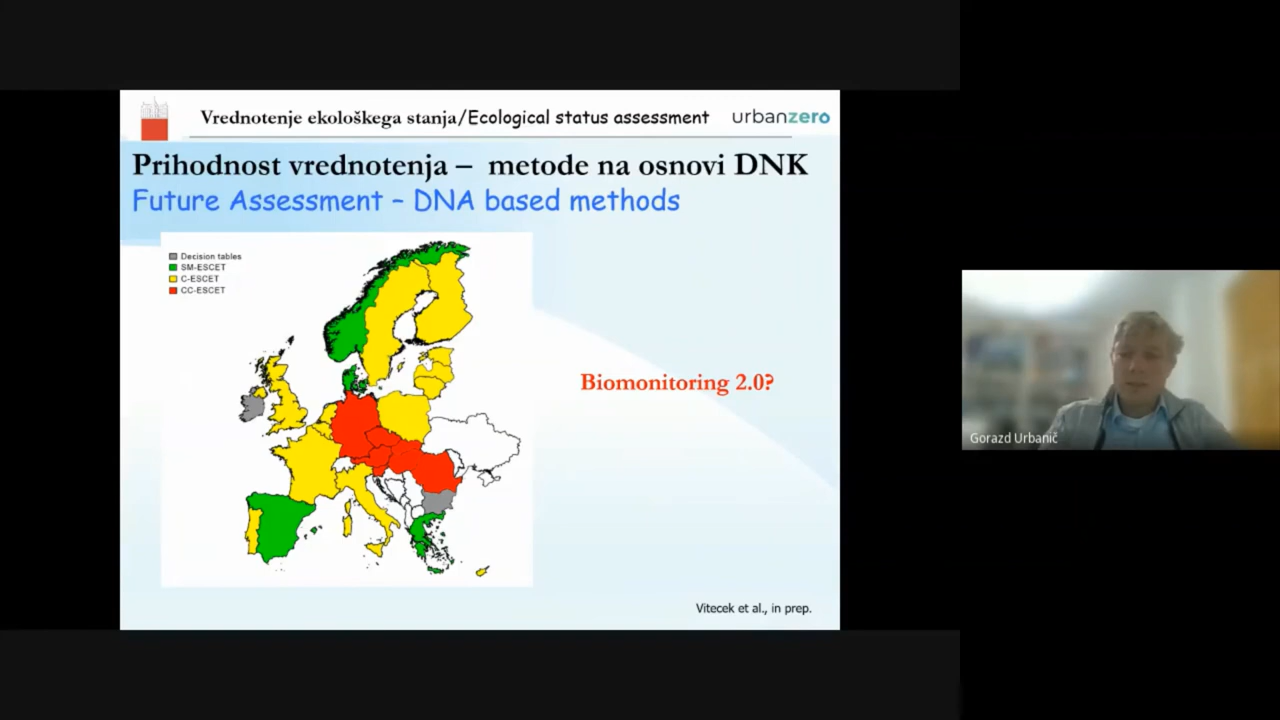 Vrednotenje ekološkega stanja/Ecological status assessment
urbanzero
Prihodnost vrednotenja – metode na osnovi DNK
Future Assessment – DNA based methods
Decision tables
SM-ESCET
C-ESCET
CC-ESCET
Biomonitoring 2.0?
Gorazd Urbanič
Vitecek et al., in prep.